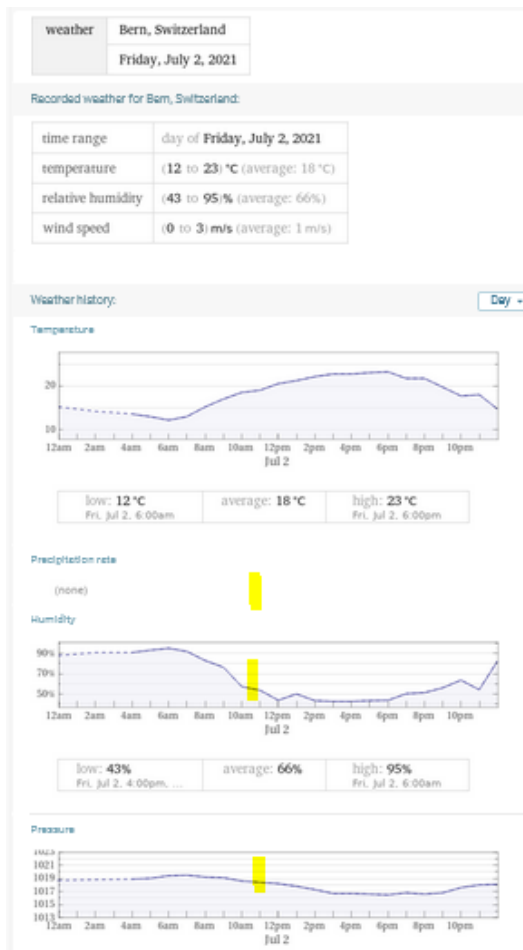 weather Bern, Switzerland
Friday, July 2, 2021
Recorded weather for Bern, Switzerland:
time range day of Friday, July 2, 2021
temperature (12 to 23) °C (average: 18 °C)
relative humidity (43 to 95)% (average: 66%)
wind speed (0 to 3) m/s (average: 1 m/s)
Weather history: Day
Temperature
20
10
12am 2am 4am 6am 8am 10am 12pm 2pm 4pm 6pm 8pm 10pm
Jul 2
low: 12 °C average: 18 °C high: 23 °C
Fri, Jul 2, 6:00am Fri, Jul 2, 6:00pm
Precipitation rate
(none)
Humidity
90%
70%
50%
12am 2am 4am 6am 8am 10am 12pm 2pm 4pm 6pm 8pm 10pm
Jul 2
low: 43% average: 66% high: 95%
Fri, Jul 2, 4:00pm, ... Fri, Jul 2, 6:00am
Pressure
1023
1021
1019
1017
1015
1013
12am 2am 4am 6am 8am 10am 12pm 2pm 4pm 6pm 8pm 10pm
Jul 2